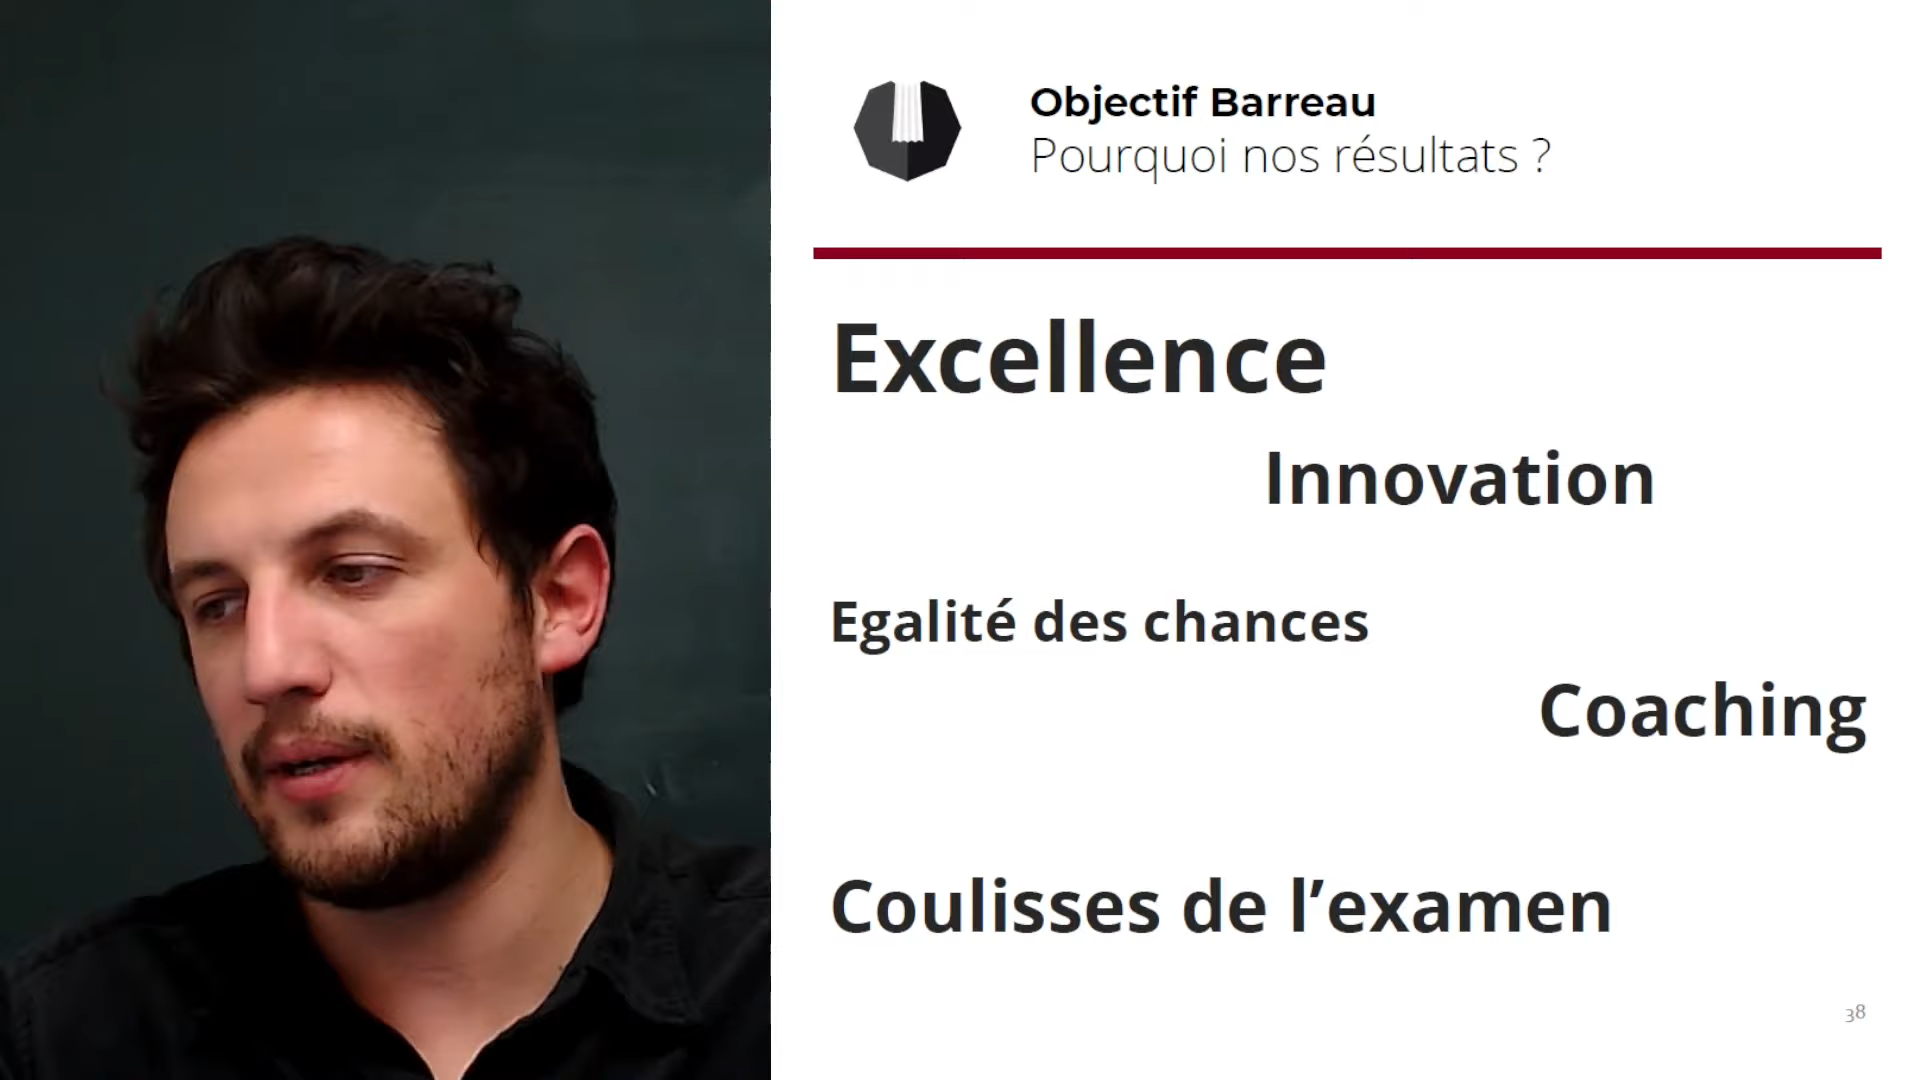 Objectif Barreau
Pourquoi nos résultats ?
Excellence
Innovation
Egalité des chances
Coaching
Coulisses de l’examen
38